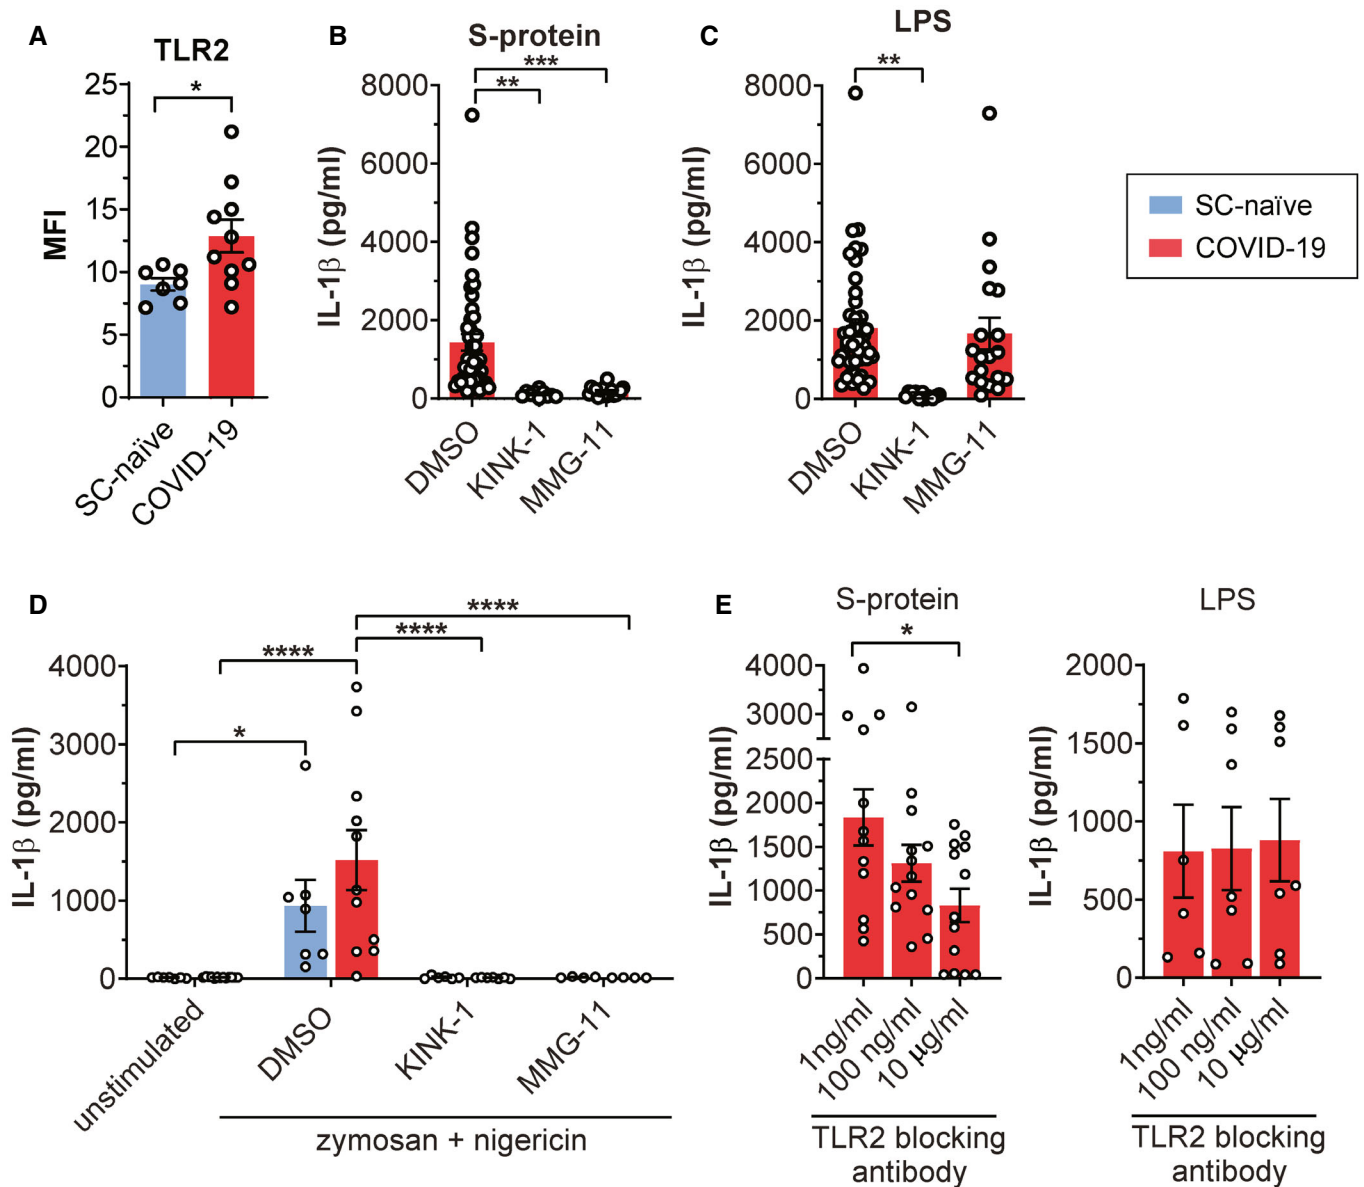 A
TLR2
*
MFI
25
20
15
10
5
0
SC-naïve
COVID-19
B
S-protein
***
**
IL-1β (pg/ml)
8000
6000
4000
2000
0
DMSO
KINK-1
MMG-11
C
LPS
**
IL-1β (pg/ml)
8000
6000
4000
2000
0
DMSO
KINK-1
MMG-11
SC-naïve
COVID-19
D
****
****
****
*
IL-1β (pg/ml)
4000
3000
2000
1000
0
unstimulated
DMSO
KINK-1
MMG-11
zymosan + nigericin
E
S-protein
*
IL-1β (pg/ml)
4000
3000
2500
2000
1500
1000
500
0
1ng/ml
100 ng/ml
10 µg/ml
TLR2 blocking
antibody
LPS
IL-1β (pg/ml)
2000
1500
1000
500
0
1ng/ml
100 ng/ml
10 µg/ml
TLR2 blocking
antibody